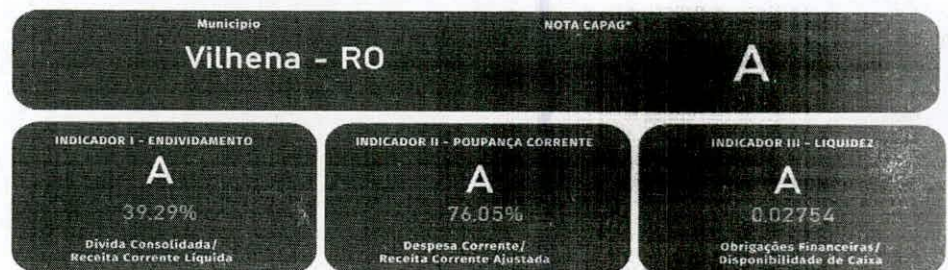 Município
NOTA CAPAG*
Vilhena - RO
A
INDICADOR I - ENDIVIDAMENTO
A
39.29%
Dívida Consolidada/
Receita Corrente Líquida
INDICADOR II - POUPANÇA CORRENTE
A
76.05%
Despesa Corrente/
Receita Corrente Ajustada
INDICADOR III - LIQUIDEZ
A
0.02754
Obrigações Financeiras/
Disponibilidade de Caixa